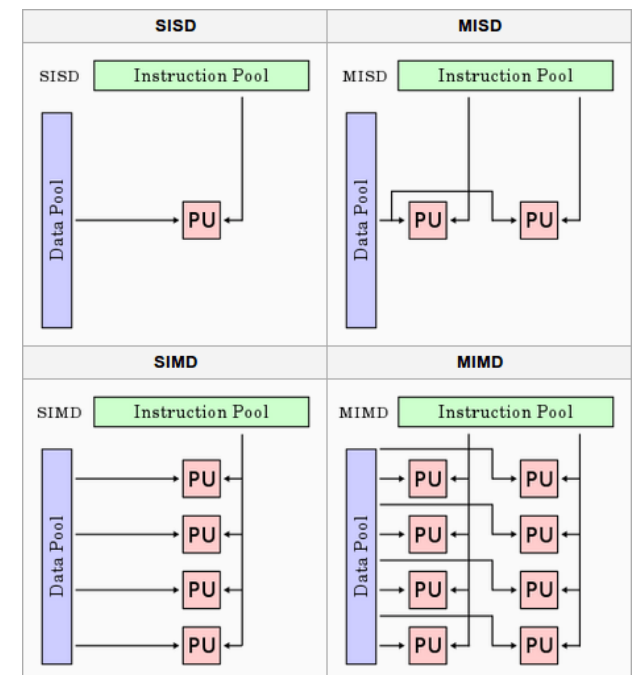 SISD
MISD
SISD
Instruction Pool
Data Pool
PU
MISD
Instruction Pool
Data Pool
PU
PU
SIMD
MIMD
SIMD
Instruction Pool
Data Pool
PU
PU
PU
PU
MIMD
Instruction Pool
Data Pool
PU
PU
PU
PU
PU
PU
PU
PU